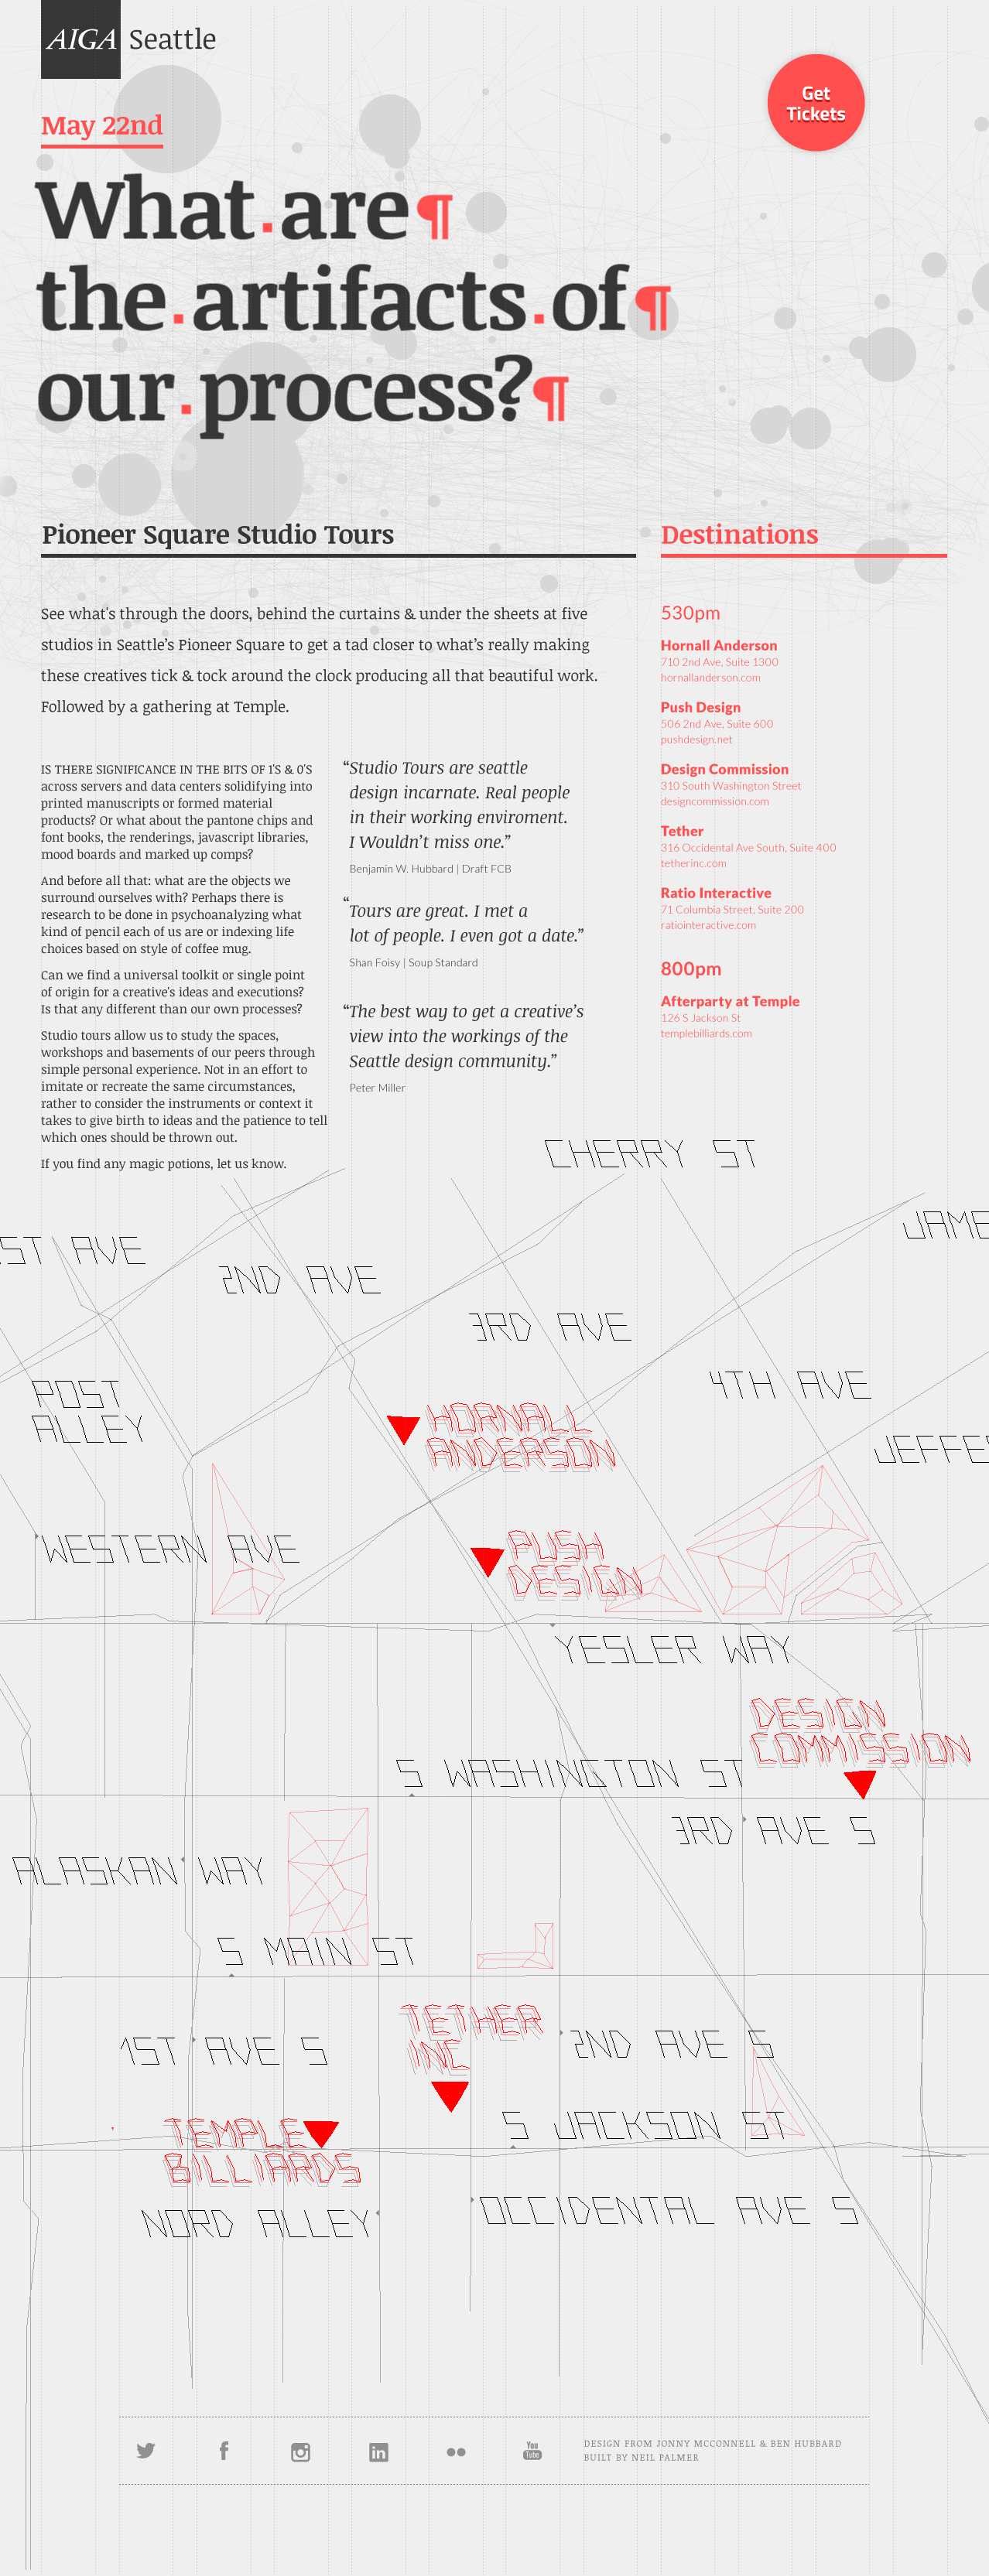 AIGA Seattle
Get
Tickets
May 22nd
What.are¶
the.artifacts.of¶
our.process?¶
Pioneer Square Studio Tours
See what's through the doors, behind the curtains & under the sheets at five
studios in Seattle’s Pioneer Square to get a tad closer to what’s really making
these creatives tick & tock around the clock producing all that beautiful work.
Followed by a gathering at Temple.
IS THERE SIGNIFICANCE IN THE BITS OF 1'S & 0'S
across servers and data centers solidifying into
printed manuscripts or formed material
products? Or what about the pantone chips and
font books, the renderings, javascript libraries,
mood boards and marked up comps?
And before all that: what are the objects we
surround ourselves with? Perhaps there is
research to be done in psychoanalyzing what
kind of pencil each of us are or indexing life
choices based on style of coffee mug.
Can we find a universal toolkit or single point
of origin for a creative's ideas and executions?
Is that any different than our own processes?
Studio tours allow us to study the spaces,
workshops and basements of our peers through
simple personal experience. Not in an effort to
imitate or recreate the same circumstances,
rather to consider the instruments or context it
takes to give birth to ideas and the patience to tell
which ones should be thrown out.
If you find any magic potions, let us know.
“Studio Tours are seattle
design incarnate. Real people
in their working enviroment.
I Wouldn’t miss one.”
Benjamin W. Hubbard | Draft FCB
“Tours are great. I met a
lot of people. I even got a date.”
Shan Foisy | Soup Standard
“The best way to get a creative’s
view into the workings of the
Seattle design community.”
Peter Miller
Destinations
530pm
Hornall Anderson
710 2nd Ave, Suite 1300
hornallanderson.com
Push Design
506 2nd Ave, Suite 600
pushdesign.net
Design Commission
310 South Washington Street
designcommission.com
Tether
316 Occidental Ave South, Suite 400
tetherinc.com
Ratio Interactive
71 Columbia Street, Suite 200
ratiointeractive.com
800pm
Afterparty at Temple
126 S Jackson St
templebilliards.com
CHERRY ST
JAME
ST AVE
2ND AVE
3RD AVE
4TH AVE
POST
ALLEY
HORNALL
ANDERSON
JEFFE
WESTERN AVE
PUSH
DESIGN
YESLER WAY
DESIGN
COMMISSION
S WASHINGTON ST
3RD AVE S
ALASKAN WAY
S MAIN ST
TETHER
INC
1ST AVE S
2ND AVE S
TEMPLE
BILLIARDS
S JACKSON ST
NORD ALLEY
OCCIDENTAL AVE S
You
Tube
DESIGN FROM JONNY MCCONNELL & BEN HUBBARD
BUILT BY NEIL PALMER